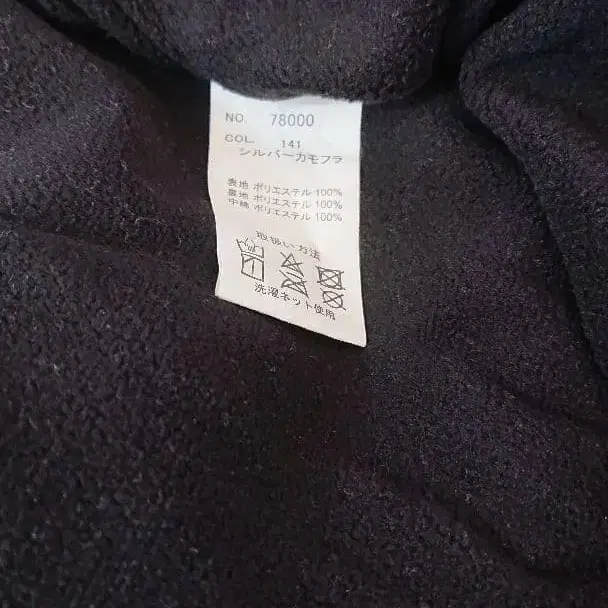 NO. 78000
COL. 141
シルバーカモフラ
表地 ポリエステル 100%
裏地 ポリエステル 100%
中綿 ポリエステル 100%
取扱い方法
洗濯ネット使用